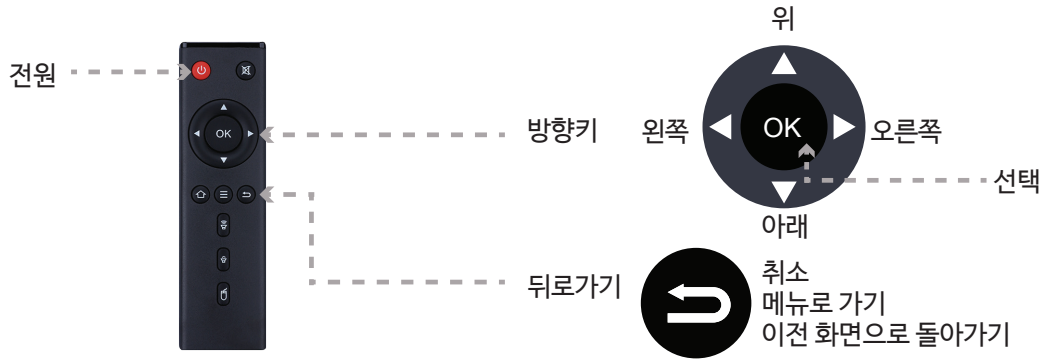 위
전원
OK
방향키
왼쪽
OK
오른쪽
선택
아래
뒤로가기
취소
메뉴로 가기
이전 화면으로 돌아가기